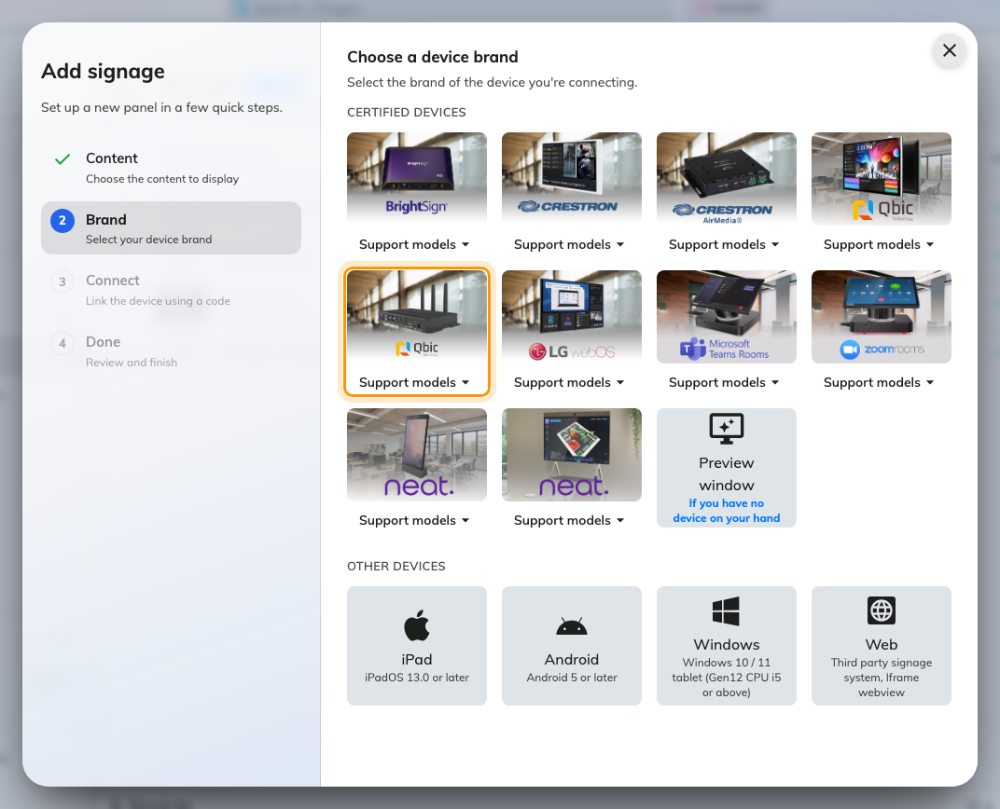 Add signage
Set up a new panel in a few quick steps.
Content
Choose the content to display
2
Brand
Select your device brand
3
Connect
Link the device using a code
4
Done
Review and finish
Choose a device brand
Select the brand of the device you're connecting.
CERTIFIED DEVICES
BrightSign
BrightSign
Support models
CRESTRON
Support models
CRESTRON
AirMedia®
Support models
Qbic
Technology
Support models
Qbic
Support models
LG webOS
Support models
Microsoft
Teams Rooms
Support models
zoomrooms
Support models
neat.
Support models
neat.
Support models
Preview
window
If you have no
device on your hand
OTHER DEVICES
iPad
iPadOS 13.0 or later
Android
Android 5 or later
Windows
Windows 10 / 11
tablet (Gen12 CPU i5
or above)
Web
Third party signage
system, Iframe
webview